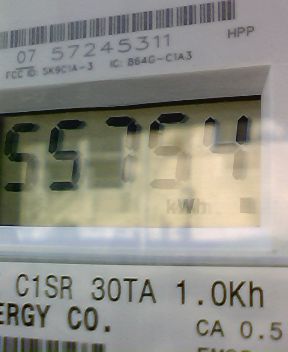 07 57245311
HPP
FCC ID: SK9C1A-3 IC: 864G-C1A3
55754
kWh
C1SR 30TA 1.0Kh
ERGY CO.
CA 0.5